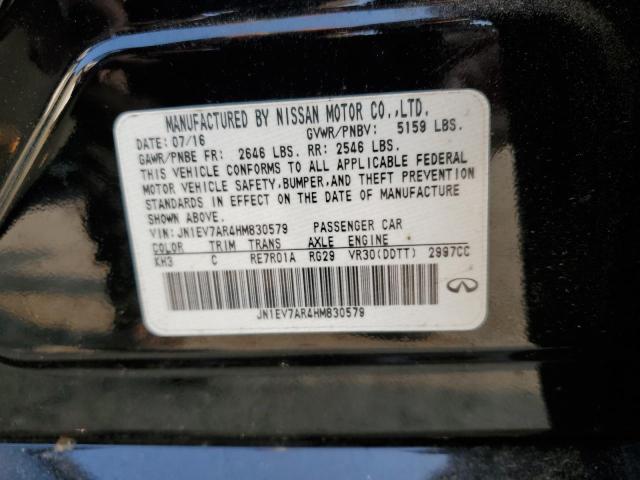 MANUFACTURED BY NISSAN MOTOR CO.,LTD.
DATE: 07/16 GVWR/PNBV: 5159 LBS.
GAWR/PNBE FR: 2646 LBS. RR: 2546 LBS.
THIS VEHICLE CONFORMS TO ALL APPLICABLE FEDERAL
MOTOR VEHICLE SAFETY,BUMPER,AND THEFT PREVENTION
STANDARDS IN EFFECT ON THE DATE OF MANUFACTURE
SHOWN ABOVE.
VIN: JN1EV7AR4HM830579 PASSENGER CAR
COLOR TRIM TRANS AXLE ENGINE
KH3 C RE7R01A RG29 VR30(DDTT) 2997CC
JN1EV7AR4HM830579